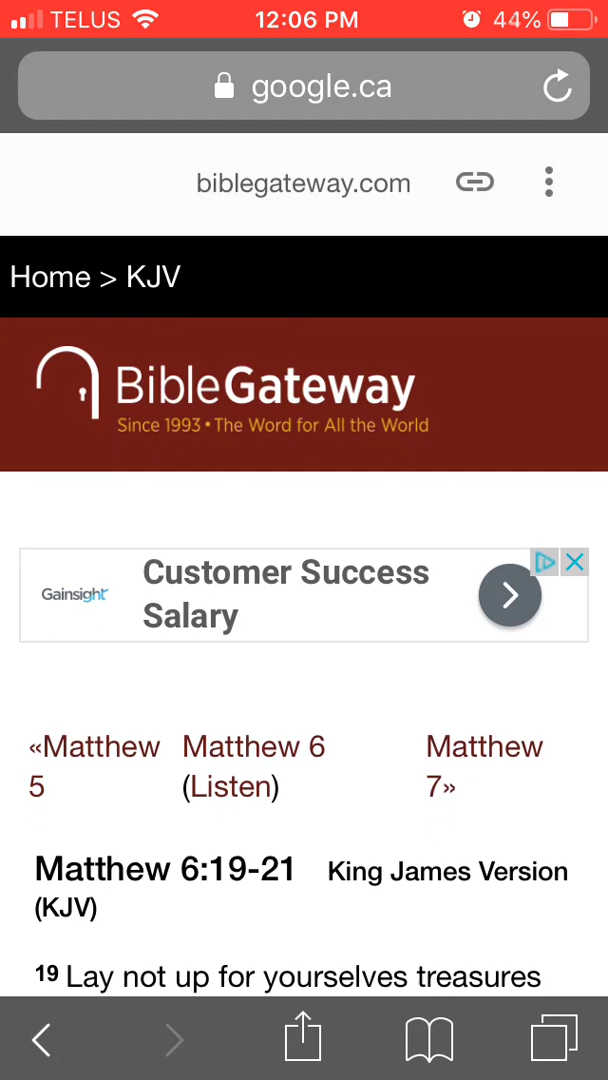 TELUS 12:06 PM 44%
google.ca
biblegateway.com
Home > KJV
BibleGateway
Since 1993 • The Word for All the World
Gainsight
Customer Success
Salary
«Matthew 5
Matthew 6
(Listen)
Matthew 7»
Matthew 6:19-21 King James Version
(KJV)
19 Lay not up for yourselves treasures